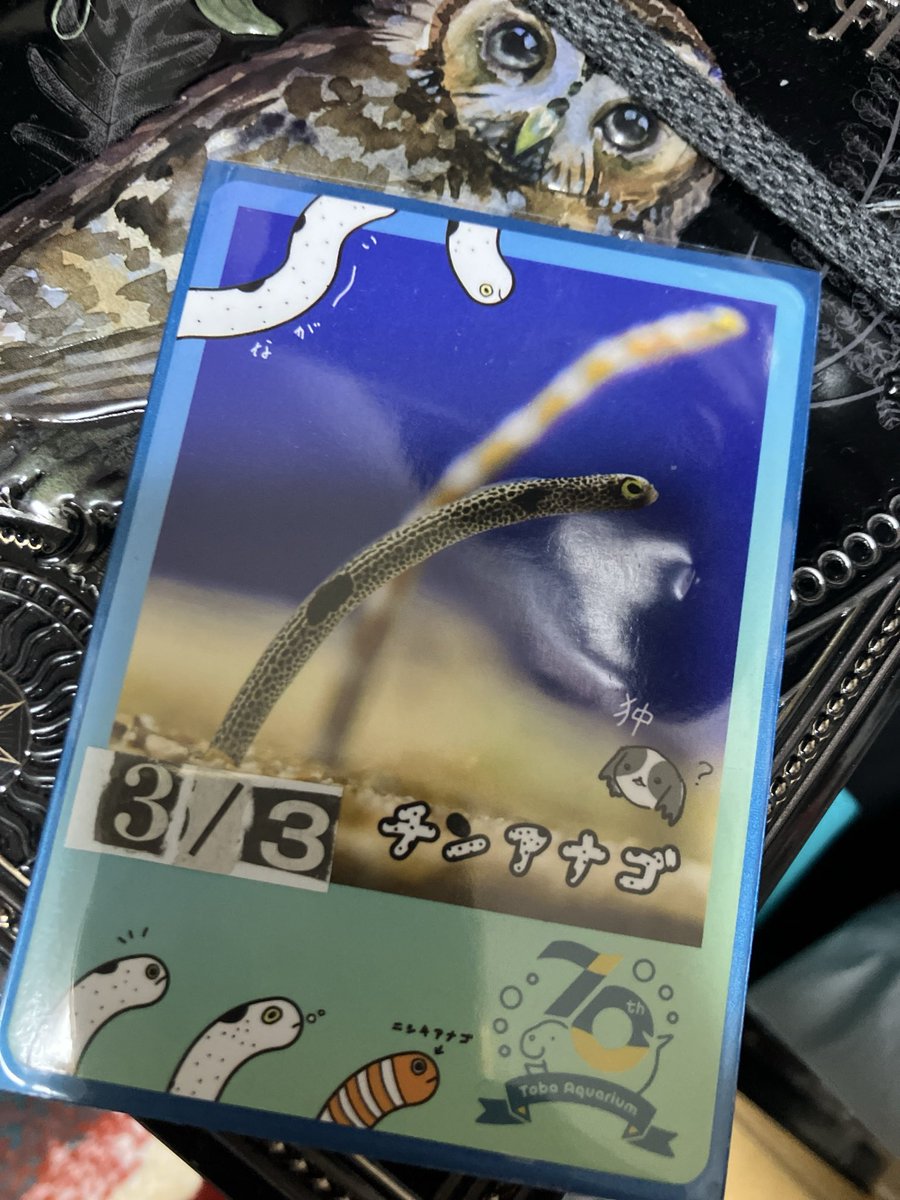 ながーい
狆
?
3/3
チンアナゴ
ニシキアナゴ
70th
Toba Aquarium